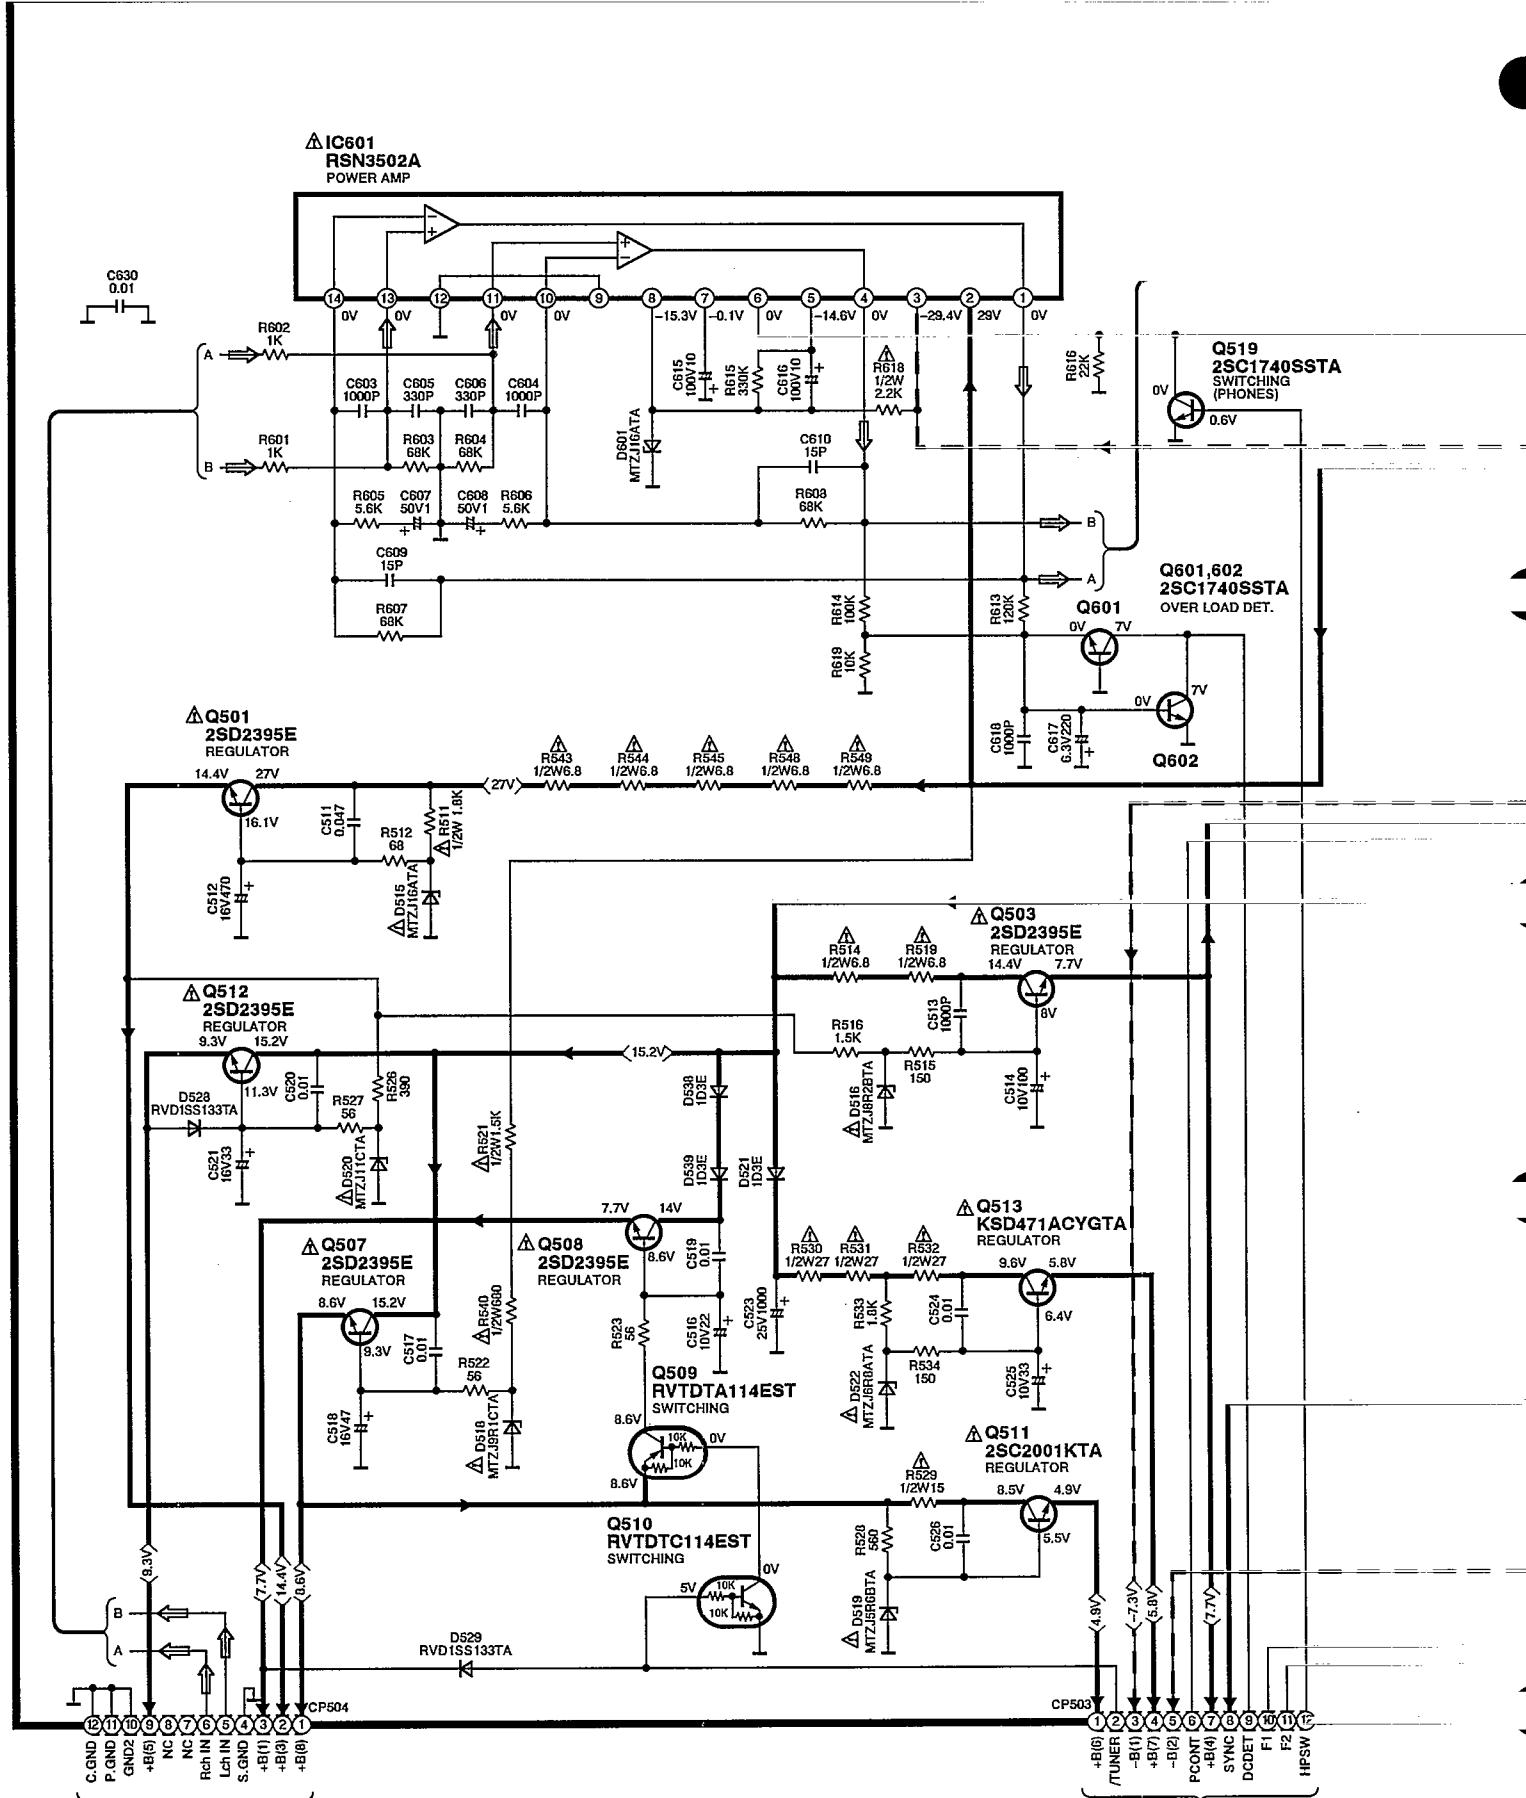 IC601
RSN3502A
POWER AMP
C630
0.01
14 13 12 11 10 9 8 7 6 5 4 3 2 1
0V 0V 0V 0V -15.3V -0.1V -14.6V 0V -29.4V 29V 0V
R602
1K
A
B
R601
1K
C603
1000P
C605
330P
C606
330P
C604
1000P
R603
68K
R604
68K
R605
5.6K
C607
50V1
C608
50V1
R606
5.6K
C609
15P
R607
68K
D601
MTZJ16ATA
C615
100V10
R615
330K
C616
100V10
R618
1/2W
2.2K
C610
15P
R608
68K
R616
22K
Q519
2SC1740SSTA
SWITCHING
(PHONES)
0V
0.6V
B
A
R614
100K
R619
10K
R613
120K
Q601,602
2SC1740SSTA
OVER LOAD DET.
Q601
0V 7V
0V 7V
Q602
C618
1000P
C617
6.3V220
Q501
2SD2395E
REGULATOR
14.4V 27V
16.1V
C511
0.047
R512
68
R511
1/2W 1.8K
C512
16V470
D515
MTZJ16ATA
27V
R543
1/2W6.8
R544
1/2W6.8
R545
1/2W6.8
R548
1/2W6.8
R549
1/2W6.8
Q503
2SD2395E
REGULATOR
14.4V 7.7V
8V
R514
1/2W6.8
R519
1/2W6.8
C513
1000P
R516
1.5K
R515
150
D516
MTZJ8R2BTA
C514
10V100
Q512
2SD2395E
REGULATOR
9.3V 15.2V
11.3V
15.2V
D528
RVD1SS133TA
C520
0.01
R526
390
R527
56
C521
16V33
D520
MTZJ11CTA
R521
1/2W1.5K
D538
1D3E
D539
1D3E
D521
1D3E
Q507
2SD2395E
REGULATOR
8.6V 15.2V
9.3V
C517
0.01
R522
56
C518
16V47
D518
MTZJ9R1CTA
R540
1/2W680
Q508
2SD2395E
REGULATOR
7.7V 14V
8.6V
C519
0.01
R523
56
C516
10V22
C523
25V1000
R530
1/2W27
R531
1/2W27
R532
1/2W27
Q513
KSD471ACYGTA
REGULATOR
9.6V 5.8V
6.4V
R533
1.8K
C524
0.01
R534
150
D522
MTZJ6R8ATA
C525
10V33
Q509
RVTDTA114EST
SWITCHING
8.6V
10K
10K
0V
8.6V
Q511
2SC2001KTA
REGULATOR
8.5V 4.9V
5.5V
R529
1/2W15
R528
560
C526
0.01
D519
MTZJ5R6BTA
Q510
RVTDTC114EST
SWITCHING
5V
10K
10K
0V
D529
RVD1SS133TA
9.3V 7.7V 14.4V 8.6V
4.9V -7.3V 5.8V 7.7V
B
A
CP504
12 11 10 9 8 7 6 5 4 3 2 1
C.GND P.GND GND2 +B(5) NC NC Rch IN Lch IN S.GND +B(1) +B(3) +B(8)
CP503
1 2 3 4 5 6 7 8 9 10 11 12
+B(6) /TUNER -B(1) +B(7) -B(2) PCONT +B(4) SYNC DCDET F1 F2 HPSW